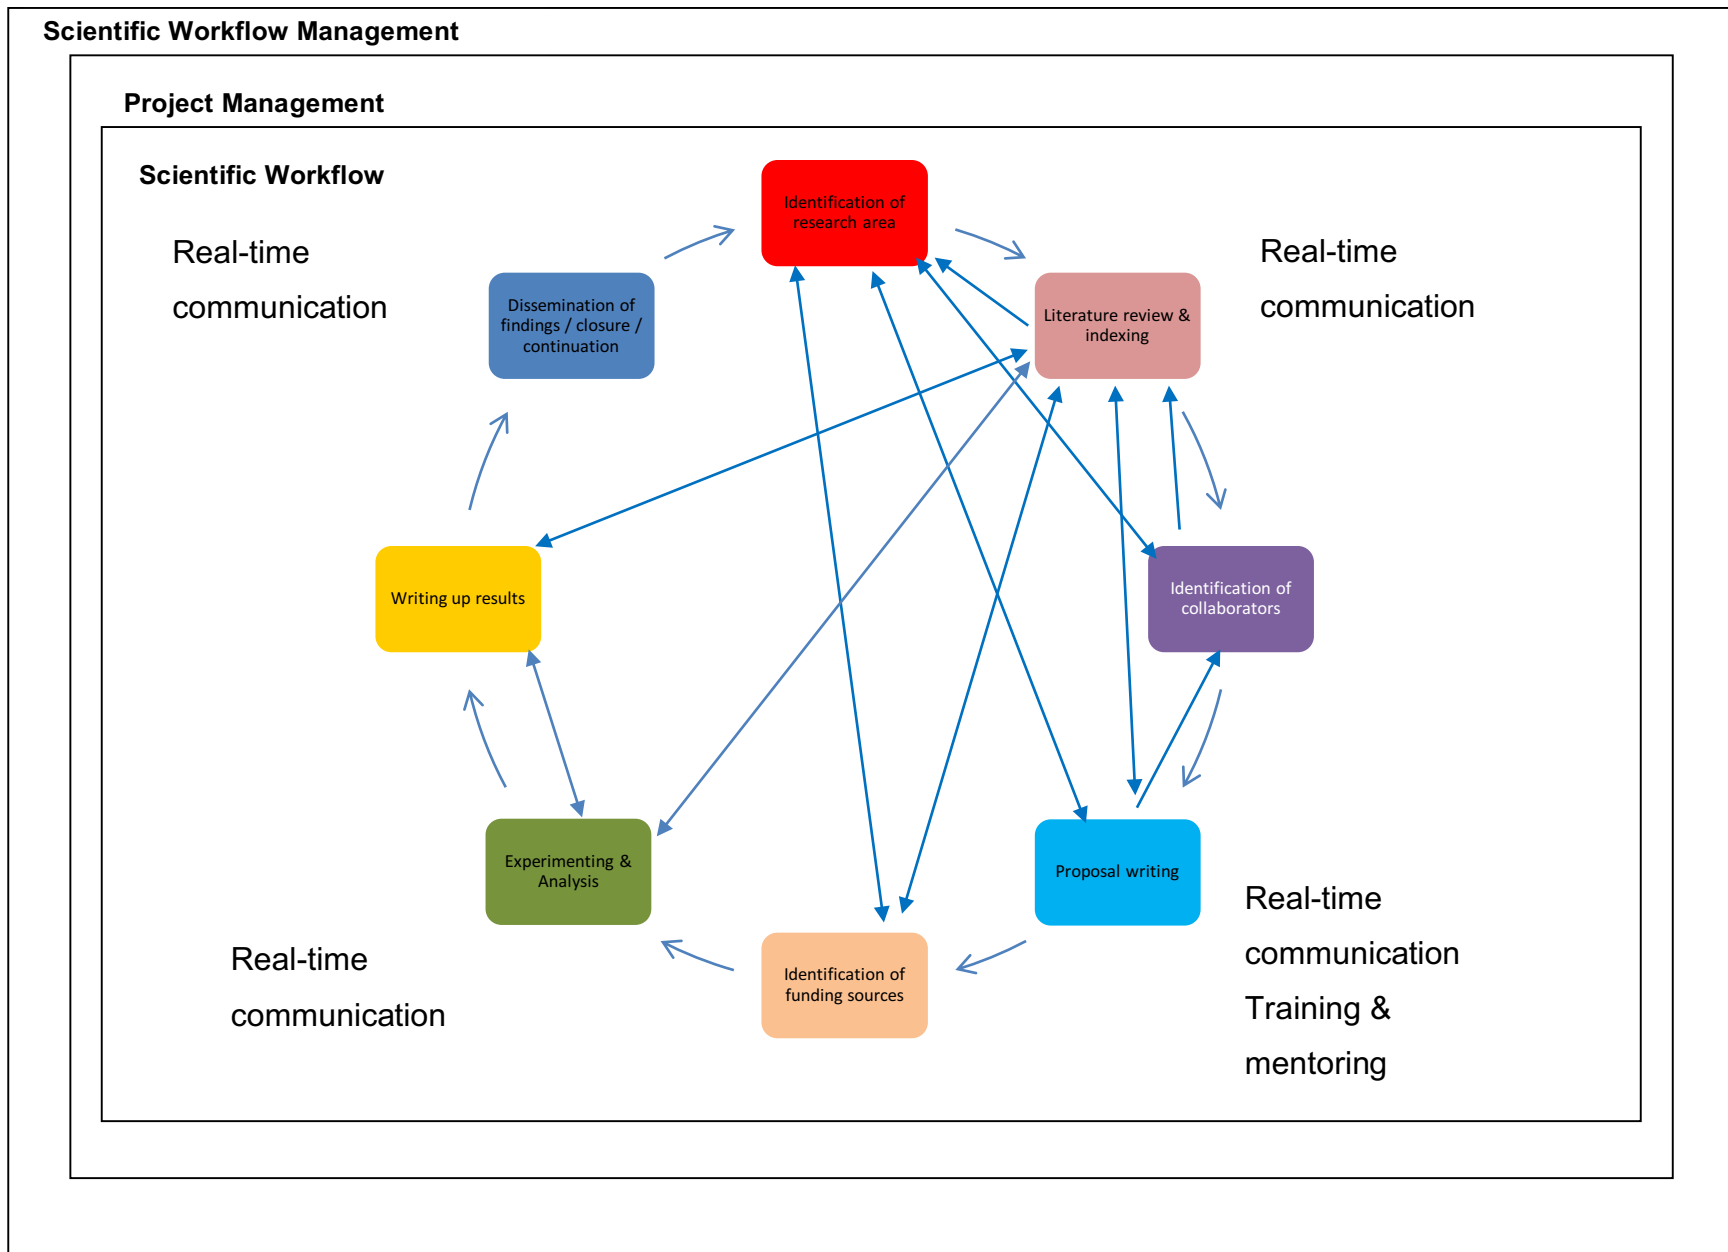 Scientific Workflow Management
Project Management
Scientific Workflow
Identification of
research area
Real-time
communication
Real-time
communication
Dissemination of
findings / closure /
continuation
Literature review &
indexing
Writing up results
Identification of
collaborators
Experimenting &
Analysis
Proposal writing
Real-time
communication
Training &
mentoring
Real-time
communication
Identification of
funding sources